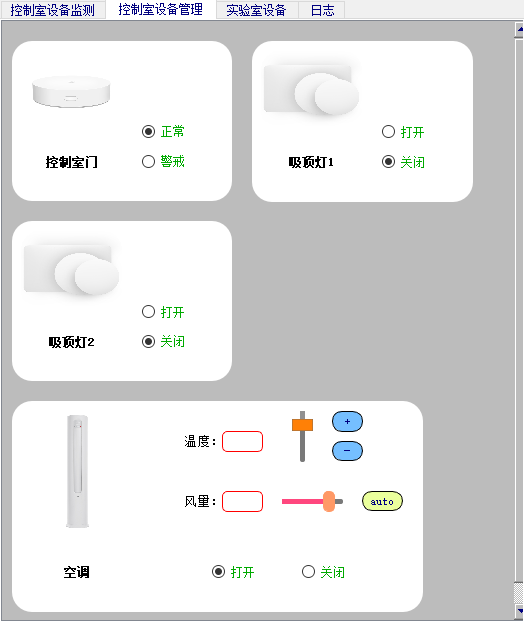 控制室设备监测 控制室设备管理 实验室设备 日志
正常
控制室门 警戒
打开
吸顶灯1 关闭
打开
吸顶灯2 关闭
温度: +
-
风量: auto
空调 打开 关闭